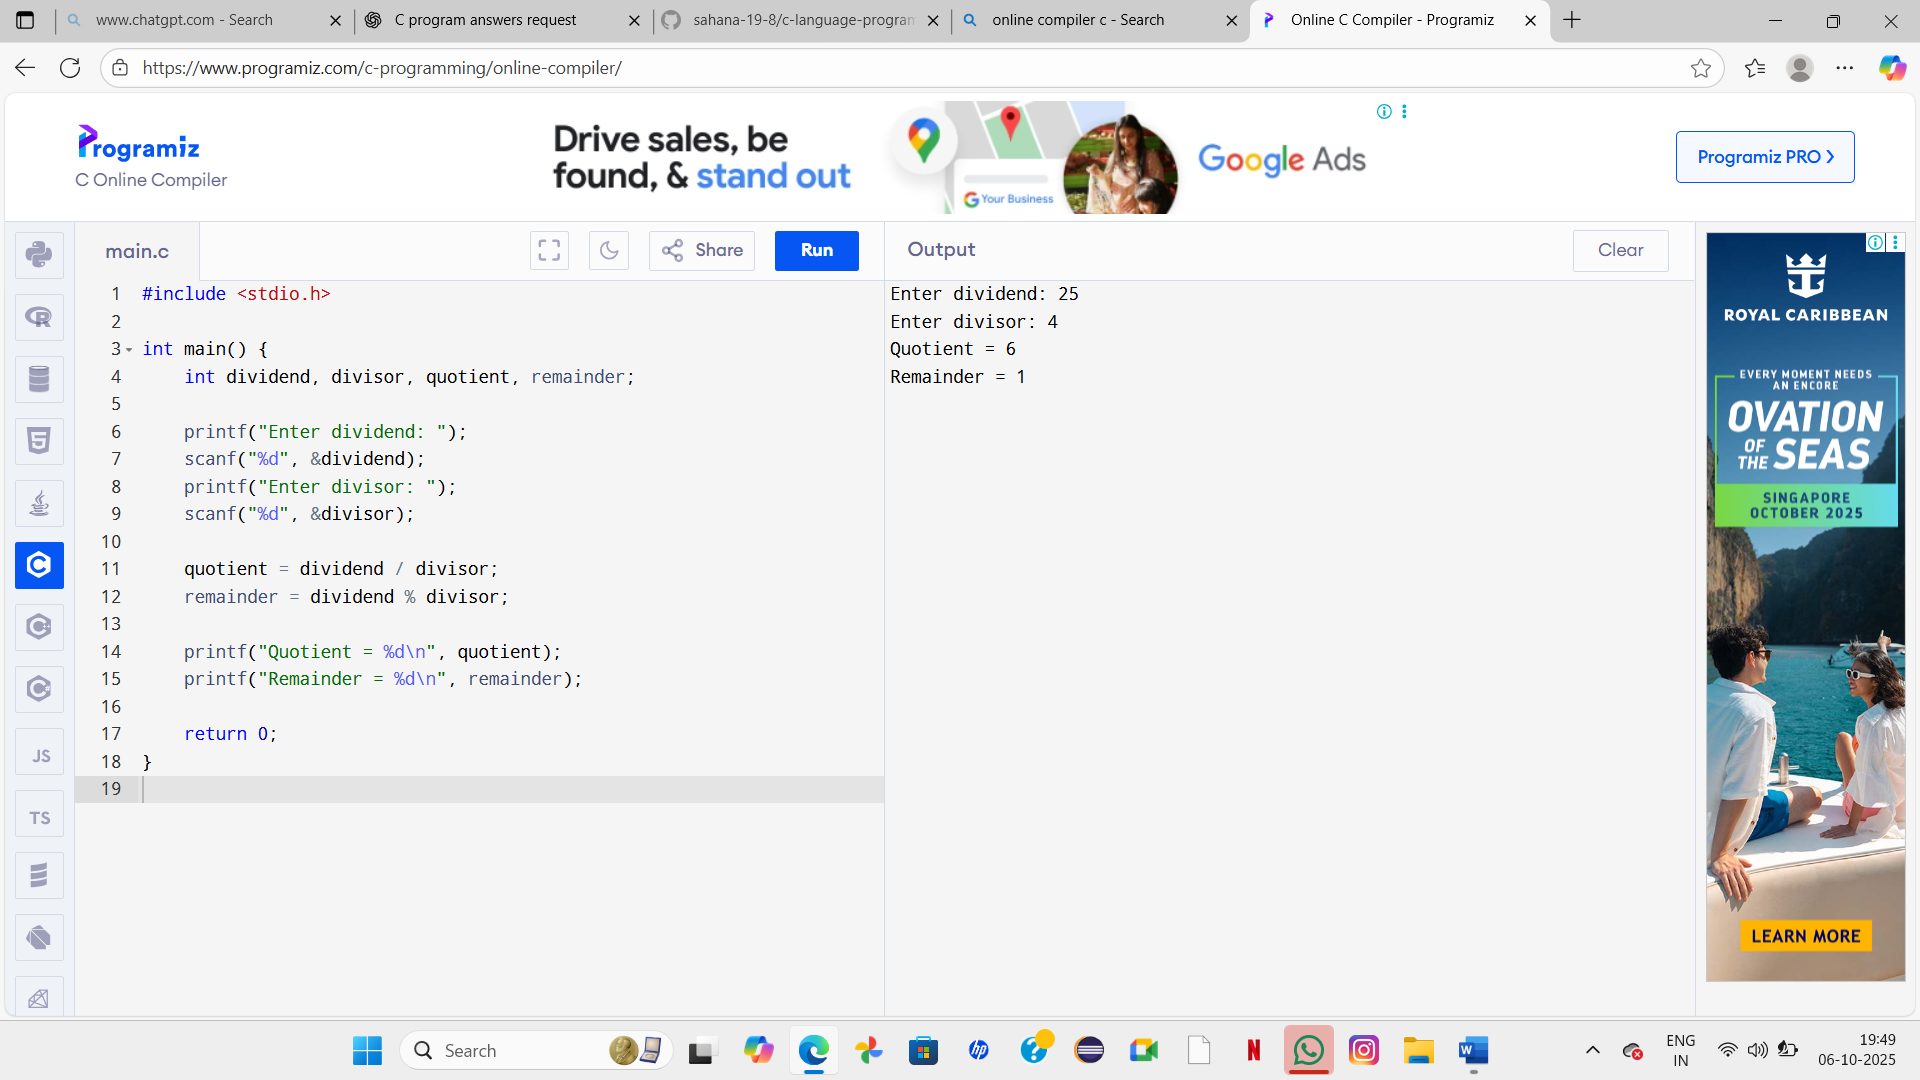 www.chatgpt.com - Search
C program answers request
sahana-19-8/c-language-program
online compiler c - Search
Online C Compiler - Programiz
https://www.programiz.com/c-programming/online-compiler/
Programiz
C Online Compiler
Drive sales, be
found, & stand out
G Your Business
Google Ads
Programiz PRO
main.c
Share
Run
Output
Clear
1 #include <stdio.h>
2
3 int main() {
4 int dividend, divisor, quotient, remainder;
5
6 printf("Enter dividend: ");
7 scanf("%d", &dividend);
8 printf("Enter divisor: ");
9 scanf("%d", &divisor);
10
11 quotient = dividend / divisor;
12 remainder = dividend % divisor;
13
14 printf("Quotient = %d\n", quotient);
15 printf("Remainder = %d\n", remainder);
16
17 return 0;
18 }
19
Enter dividend: 25
Enter divisor: 4
Quotient = 6
Remainder = 1
JS
TS
ROYAL CARIBBEAN
EVERY MOMENT NEEDS
AN ENCORE
OVATION
OF THE SEAS
SINGAPORE
OCTOBER 2025
LEARN MORE
Search
hp
N
W
ENG
IN
19:49
06-10-2025